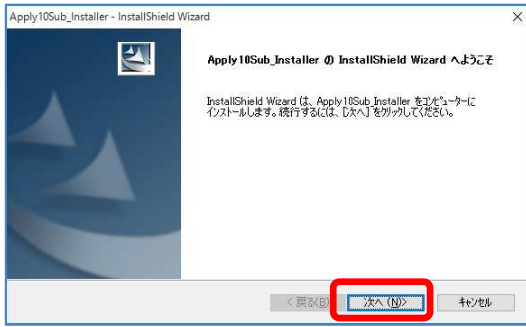 Apply10Sub_Installer - InstallShield Wizard
Apply10Sub_Installer の InstallShield Wizard へようこそ
InstallShield Wizard は、Apply10Sub_Installer をコンピューターに
インストールします。続行するには、[次へ] をクリックしてください。
< 戻る(B) 次へ (N)> キャンセル